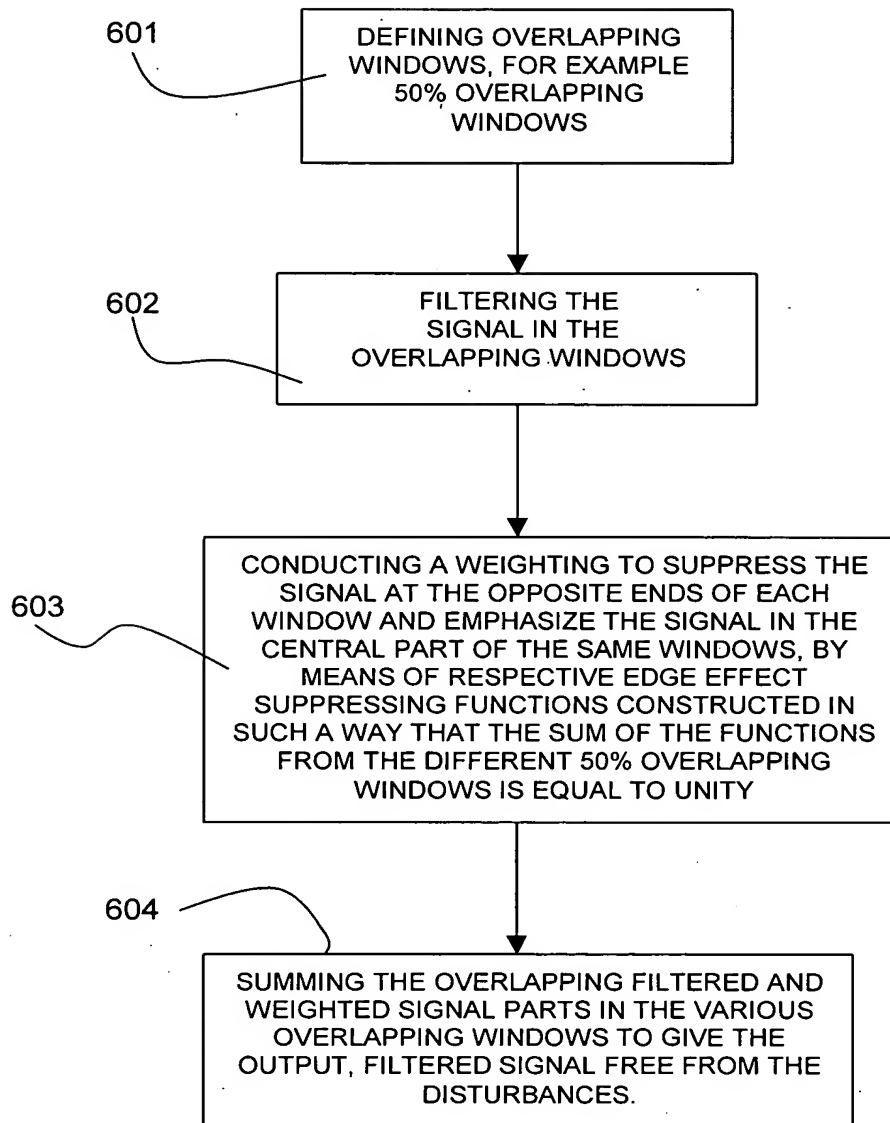 601
DEFINING OVERLAPPING
WINDOWS, FOR EXAMPLE
50% OVERLAPPING
WINDOWS
602
FILTERING THE
SIGNAL IN THE
OVERLAPPING WINDOWS
603
CONDUCTING A WEIGHTING TO SUPPRESS THE
SIGNAL AT THE OPPOSITE ENDS OF EACH
WINDOW AND EMPHASIZE THE SIGNAL IN THE
CENTRAL PART OF THE SAME WINDOWS, BY
MEANS OF RESPECTIVE EDGE EFFECT
SUPPRESSING FUNCTIONS CONSTRUCTED IN
SUCH A WAY THAT THE SUM OF THE FUNCTIONS
FROM THE DIFFERENT 50% OVERLAPPING
WINDOWS IS EQUAL TO UNITY
604
SUMMING THE OVERLAPPING FILTERED AND
WEIGHTED SIGNAL PARTS IN THE VARIOUS
OVERLAPPING WINDOWS TO GIVE THE
OUTPUT, FILTERED SIGNAL FREE FROM THE
DISTURBANCES.